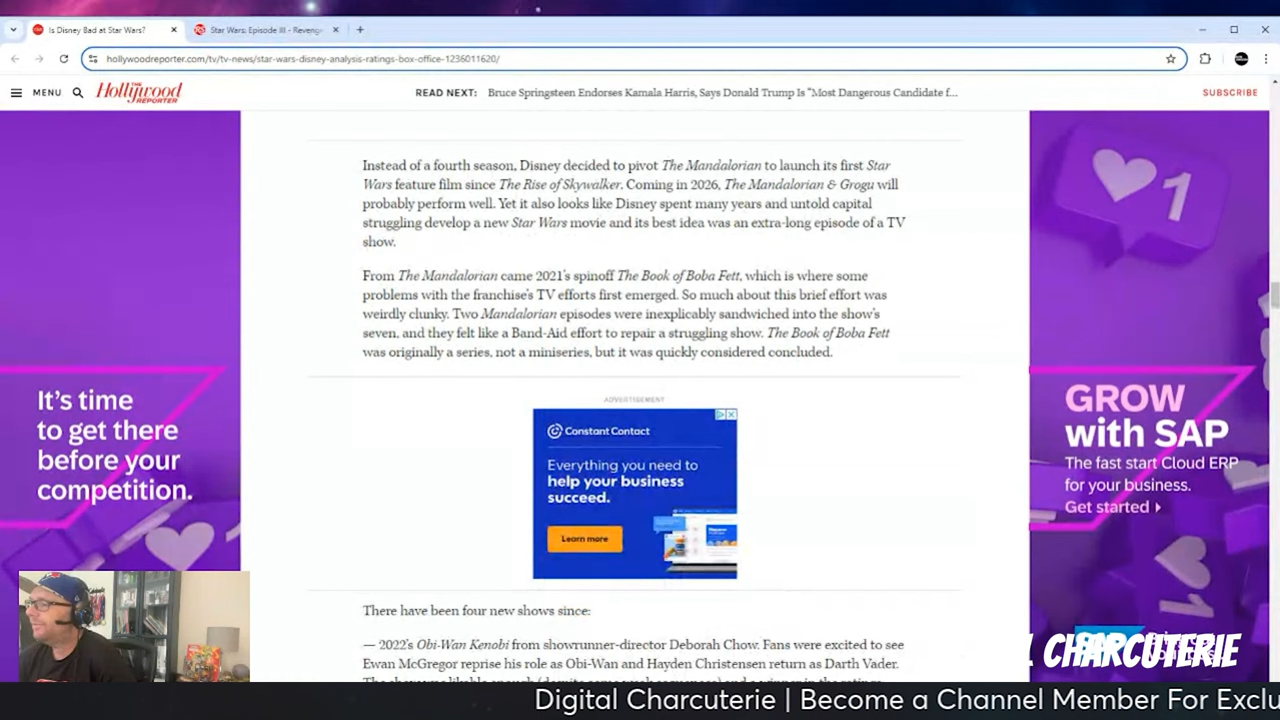 Is Disney Bad at Star Wars?
Star Wars: Episode III - Reveng
hollywoodreporter.com/tv/tv-news/star-wars-disney-analysis-ratings-box-office-1236011620/
MENU
THE
Hollywood
REPORTER
READ NEXT: Bruce Springsteen Endorses Kamala Harris, Says Donald Trump Is “Most Dangerous Candidate f...
SUBSCRIBE
Instead of a fourth season, Disney decided to pivot The Mandalorian to launch its first Star
Wars feature film since The Rise of Skywalker. Coming in 2026, The Mandalorian & Grogu will
probably perform well. Yet it also looks like Disney spent many years and untold capital
struggling develop a new Star Wars movie and its best idea was an extra-long episode of a TV
show.
From The Mandalorian came 2021’s spinoff The Book of Boba Fett, which is where some
problems with the franchise’s TV efforts first emerged. So much about this brief effort was
weirdly clunky. Two Mandalorian episodes were inexplicably sandwiched into the show’s
seven, and they felt like a Band-Aid effort to repair a struggling show. The Book of Boba Fett
was originally a series, not a miniseries, but it was quickly considered concluded.
It’s time
to get there
before your
competition.
1
GROW
with SAP
The fast start Cloud ERP
for your business.
Get started
ADVERTISEMENT
Constant Contact
Everything you need to
help your business
succeed.
Learn more
There have been four new shows since:
— 2022’s Obi-Wan Kenobi from showrunner-director Deborah Chow. Fans were excited to see
Ewan McGregor reprise his role as Obi-Wan and Hayden Christensen return as Darth Vader.
L CHARCUTERIE
Digital Charcuterie | Become a Channel Member For Exclu